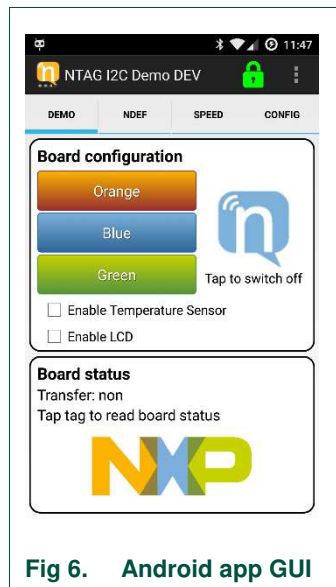 11:47
NTAG I2C Demo DEV
DEMO NDEF SPEED CONFIG
Board configuration
Orange
Blue
Green
Tap to switch off
Enable Temperature Sensor
Enable LCD
Board status
Transfer: non
Tap tag to read board status
NXP
Fig 6. Android app GUI